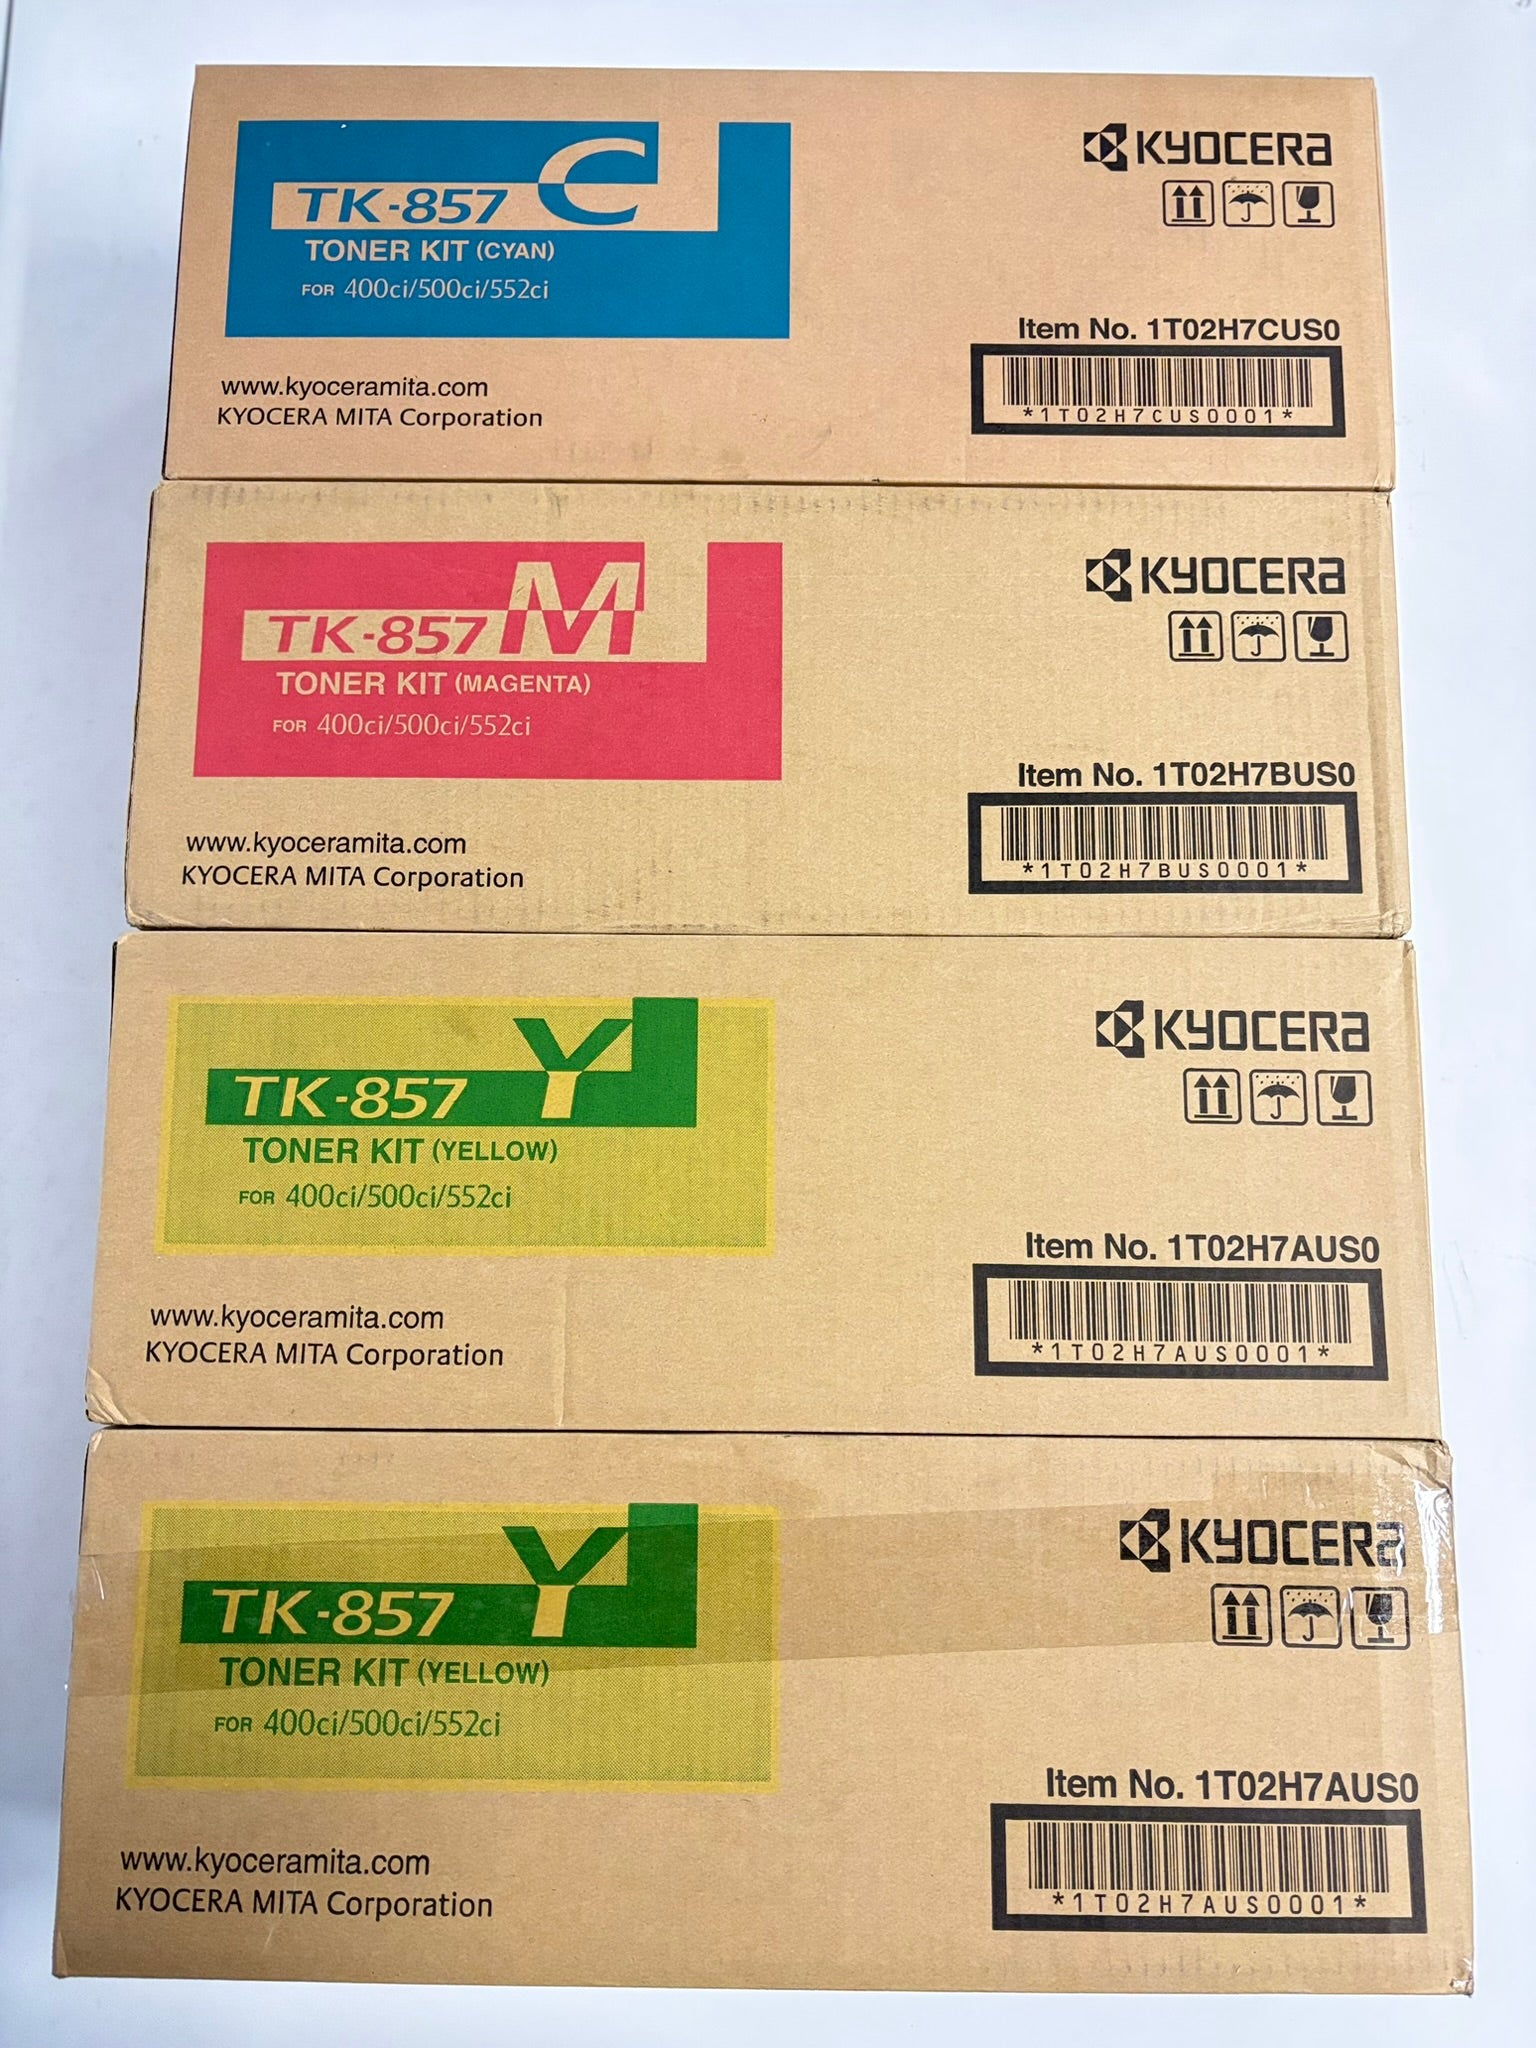 TK-857 C
TONER KIT (CYAN)
FOR 400ci/500ci/552ci
www.kyoceramita.com
KYOCERA MITA Corporation
KYOCERA
Item No. 1T02H7CUS0
*1T02H7CUS0001*
TK-857 M
TONER KIT (MAGENTA)
FOR 400ci/500ci/552ci
www.kyoceramita.com
KYOCERA MITA Corporation
KYOCERA
Item No. 1T02H7BUS0
*1T02H7BUS0001*
TK-857 Y
TONER KIT (YELLOW)
FOR 400ci/500ci/552ci
www.kyoceramita.com
KYOCERA MITA Corporation
KYOCERA
Item No. 1T02H7AUS0
*1T02H7AUS0001*
TK-857 Y
TONER KIT (YELLOW)
FOR 400ci/500ci/552ci
www.kyoceramita.com
KYOCERA MITA Corporation
KYOCERA
Item No. 1T02H7AUS0
*1T02H7AUS0001*